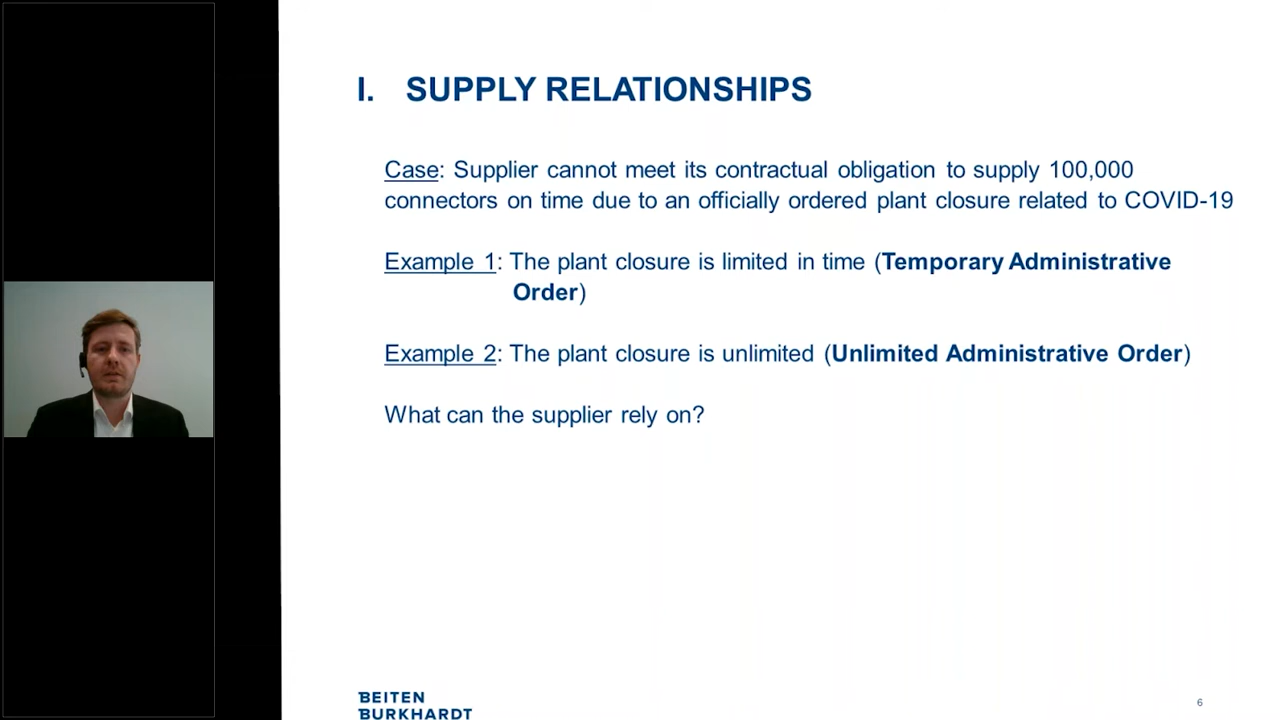 I. SUPPLY RELATIONSHIPS
Case: Supplier cannot meet its contractual obligation to supply 100,000
connectors on time due to an officially ordered plant closure related to COVID-19
Example 1: The plant closure is limited in time (Temporary Administrative
Order)
Example 2: The plant closure is unlimited (Unlimited Administrative Order)
What can the supplier rely on?
BEITEN
BURKHARDT
6